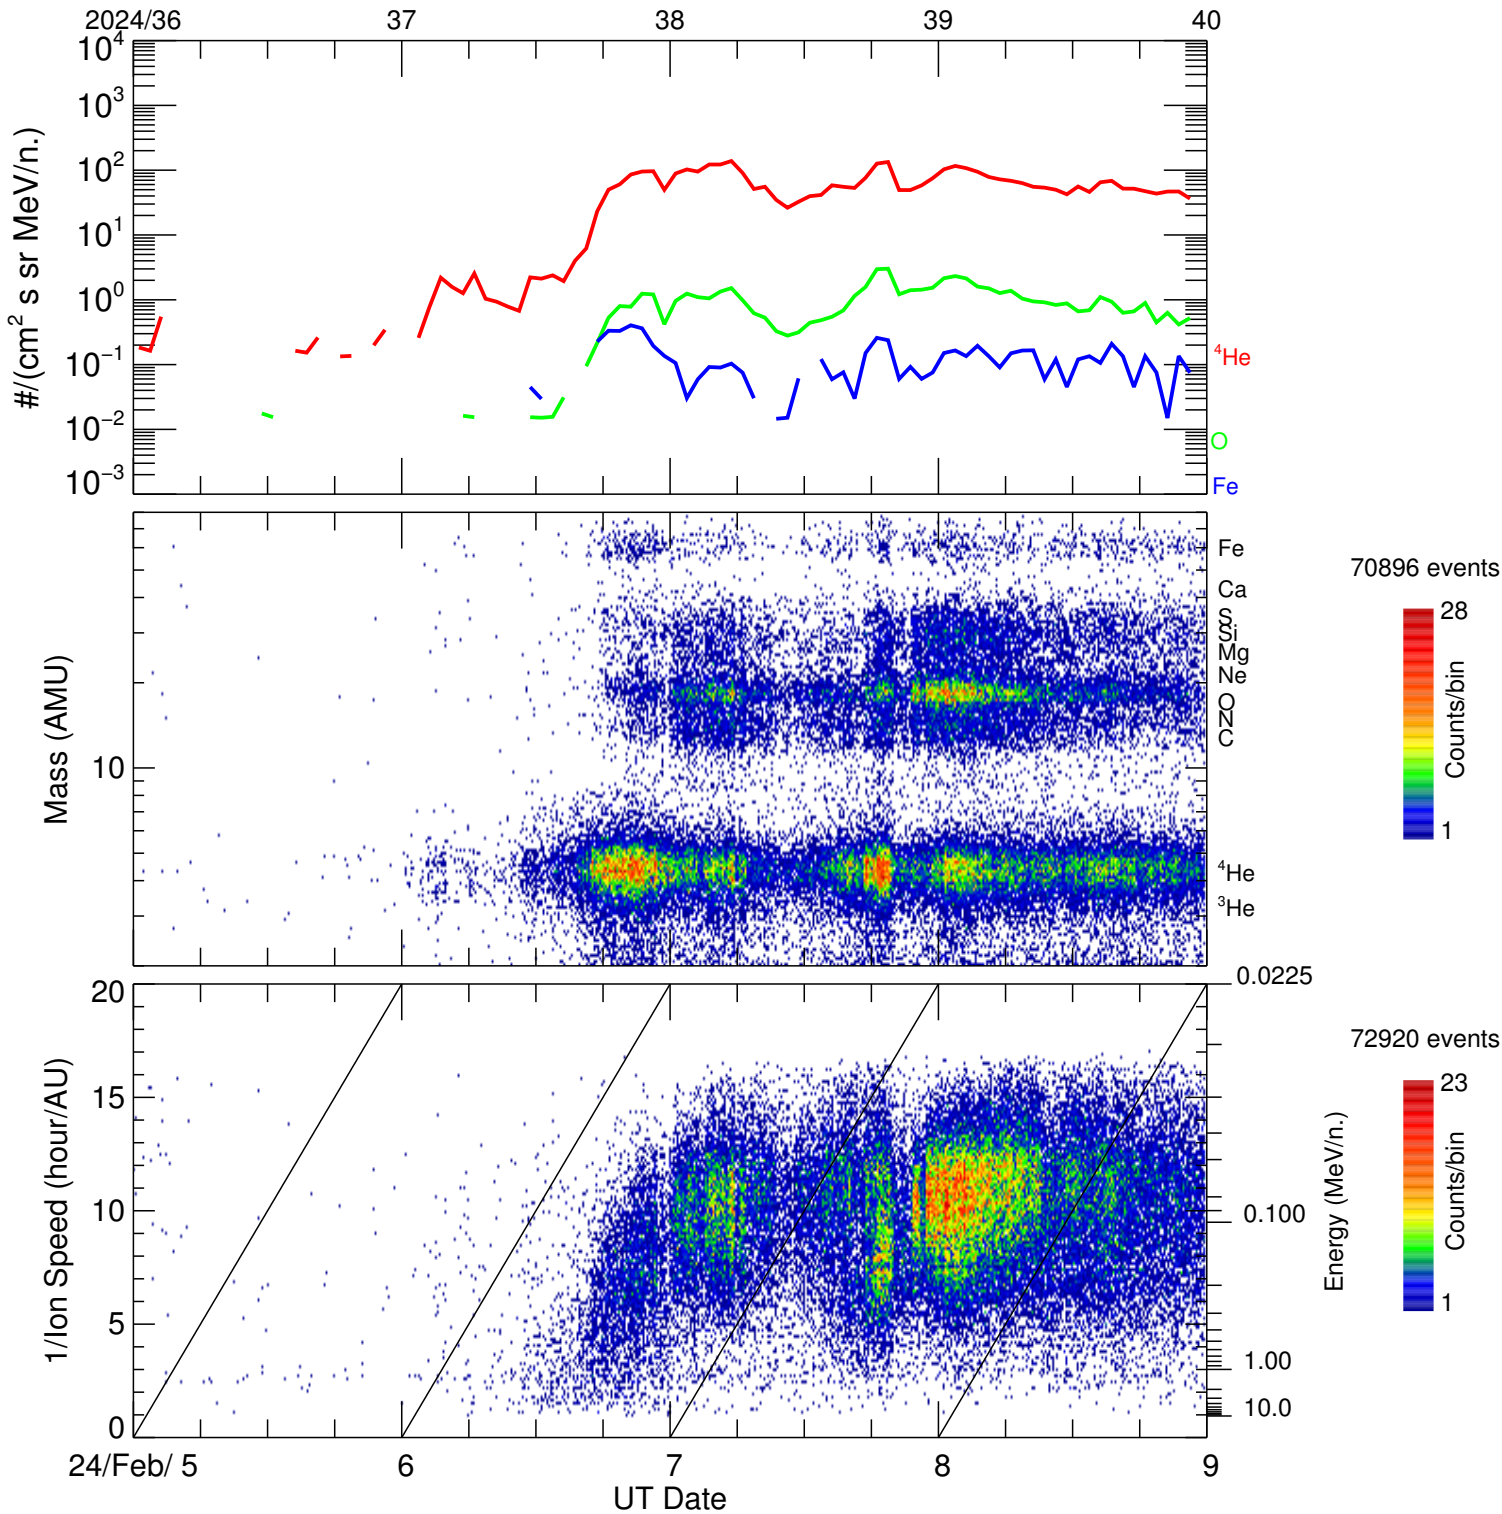 2024/36 37 38 39 40
10^4
10^3
10^2
10^1
10^0
10^−1
10^−2
10^−3
#/(cm^2 s sr MeV/n.)
^4He
O
Fe
Mass (AMU)
10
Fe
Ca
S
Si
Mg
Ne
O
N
C
^4He
^3He
70896 events
28
Counts/bin
1
1/Ion Speed (hour/AU)
20
15
10
5
0
0.0225
0.100
1.00
10.0
Energy (MeV/n.)
72920 events
23
Counts/bin
1
24/Feb/ 5 6 7 8 9
UT Date